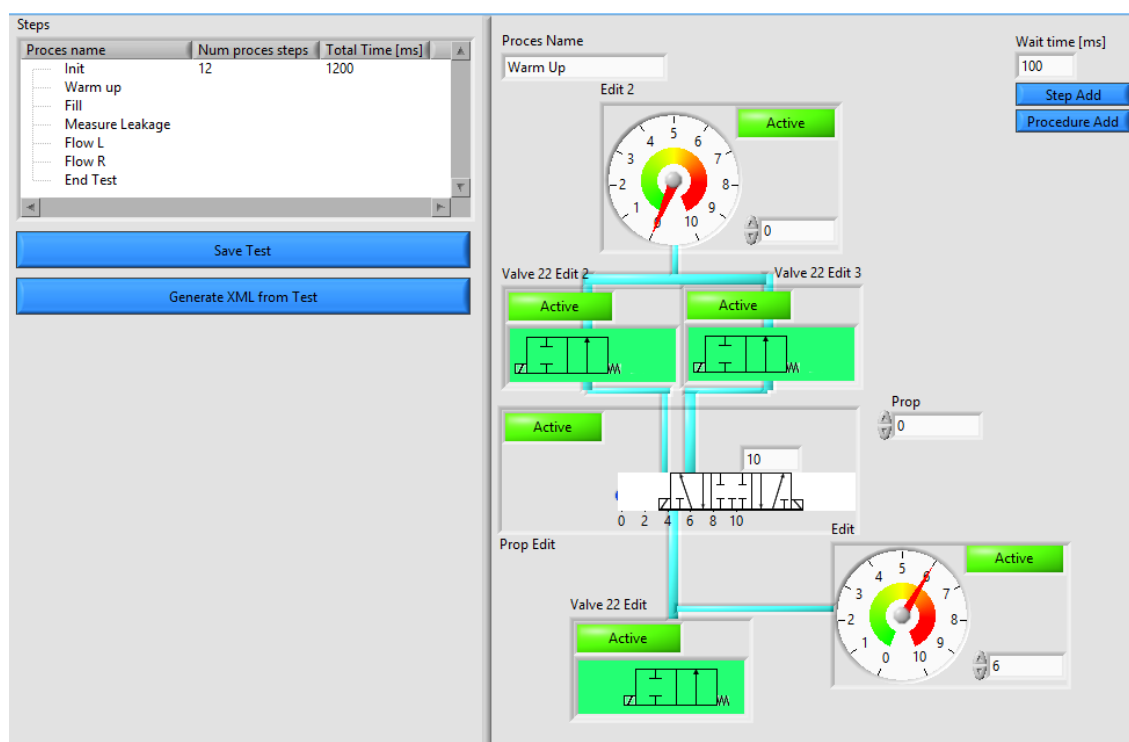 Steps
Proces name Num proces steps Total Time [ms]
Init 12 1200
Warm up
Fill
Measure Leakage
Flow L
Flow R
End Test
Save Test
Generate XML from Test
Proces Name
Warm Up
Wait time [ms]
100
Step Add
Procedure Add
Edit 2
Active
0 1 2 3 4 5 6 7 8 9 10
0
Valve 22 Edit 2
Active
Valve 22 Edit 3
Active
Active
Prop
0
10
0 2 4 6 8 10
Prop Edit
Edit
Active
0 1 2 3 4 5 6 7 8 9 10
6
Valve 22 Edit
Active